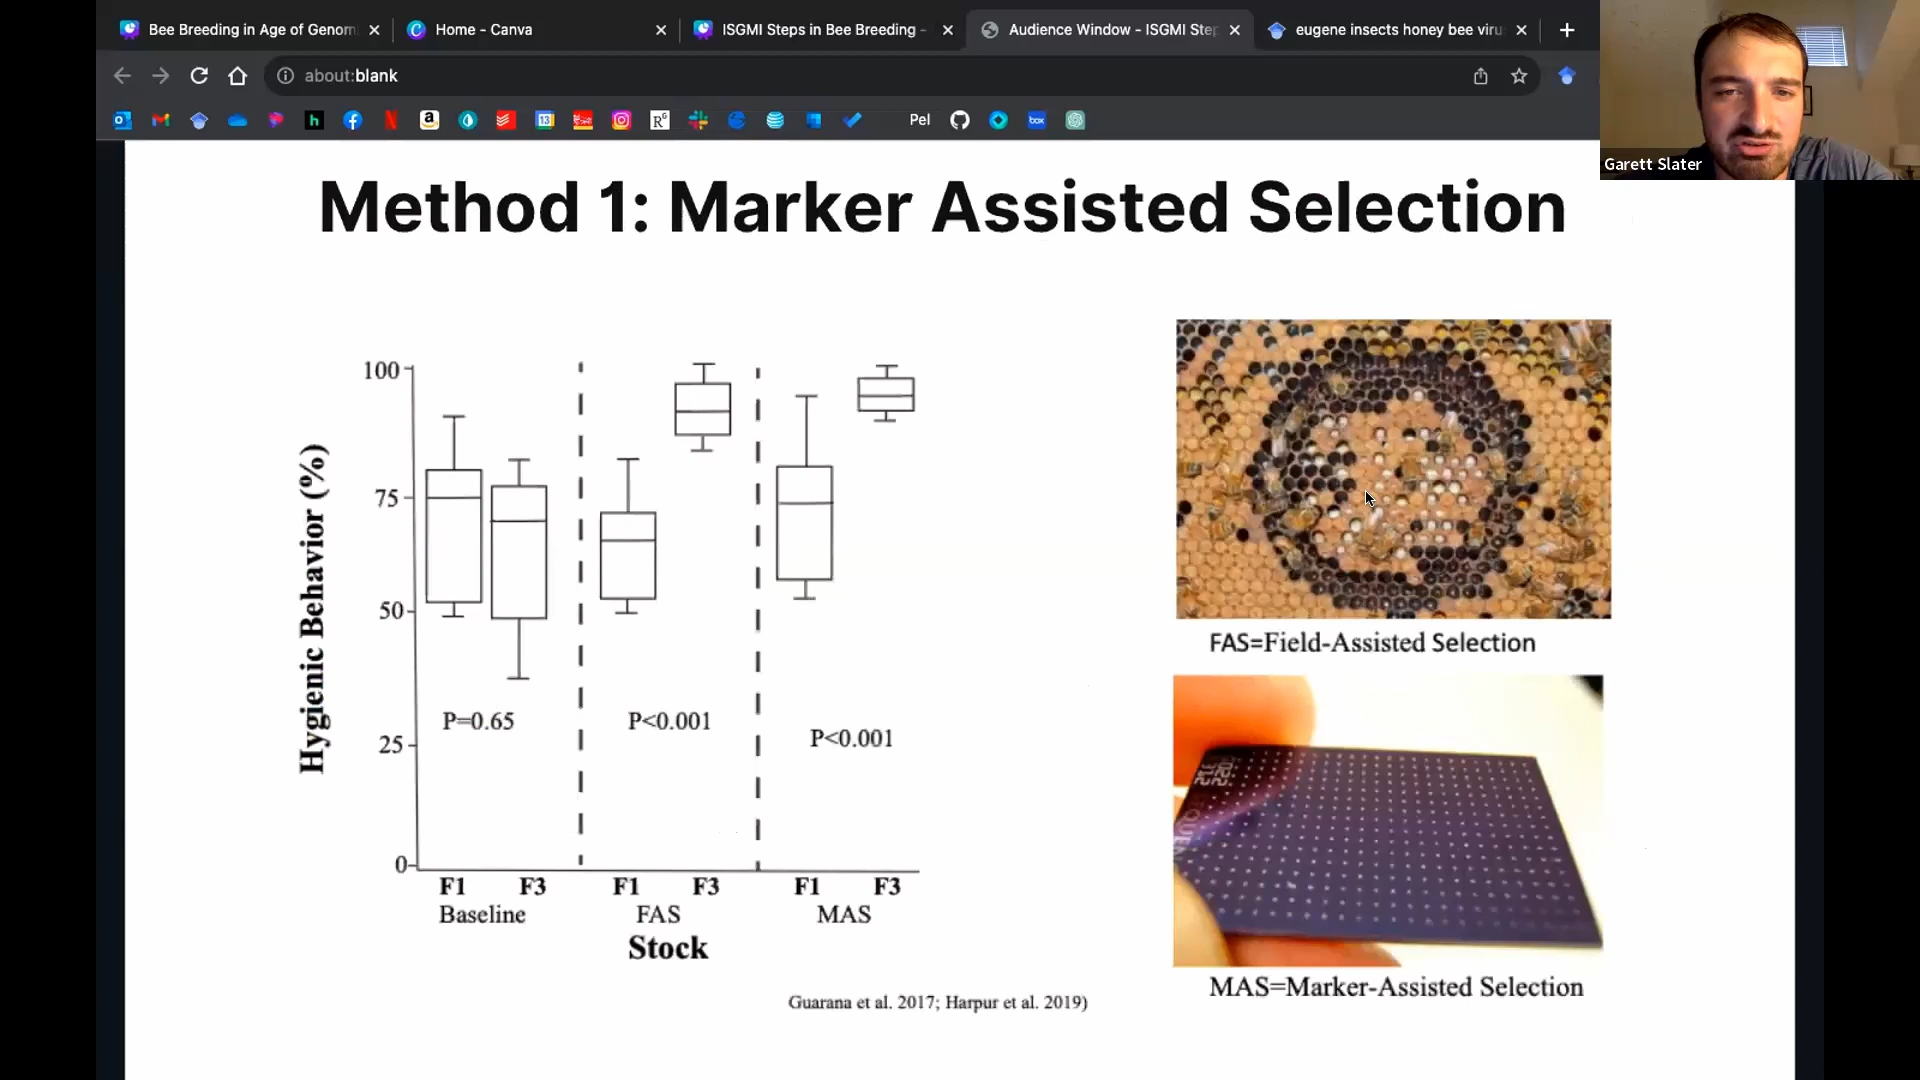 Bee Breeding in Age of Genom
Home - Canva
ISGMI Steps in Bee Breeding -
Audience Window - ISGMI Step
eugene insects honey bee viru
about:blank
Pel
box
Garett Slater
Method 1: Marker Assisted Selection
Hygienic Behavior (%)
100
75
50
25
0
P=0.65
P<0.001
P<0.001
F1 F3 F1 F3 F1 F3
Baseline FAS MAS
Stock
Guarana et al. 2017; Harpur et al. 2019)
FAS=Field-Assisted Selection
MAS=Marker-Assisted Selection